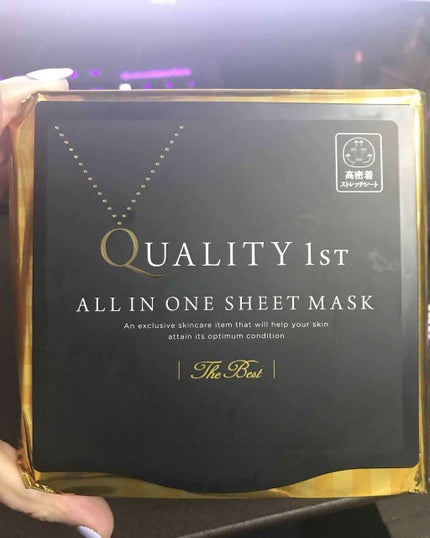 高密着
ストレッチシート
QUALITY 1ST
ALL IN ONE SHEET MASK
An exclusive skincare item that will help your skin
attain its optimum condition
The Best